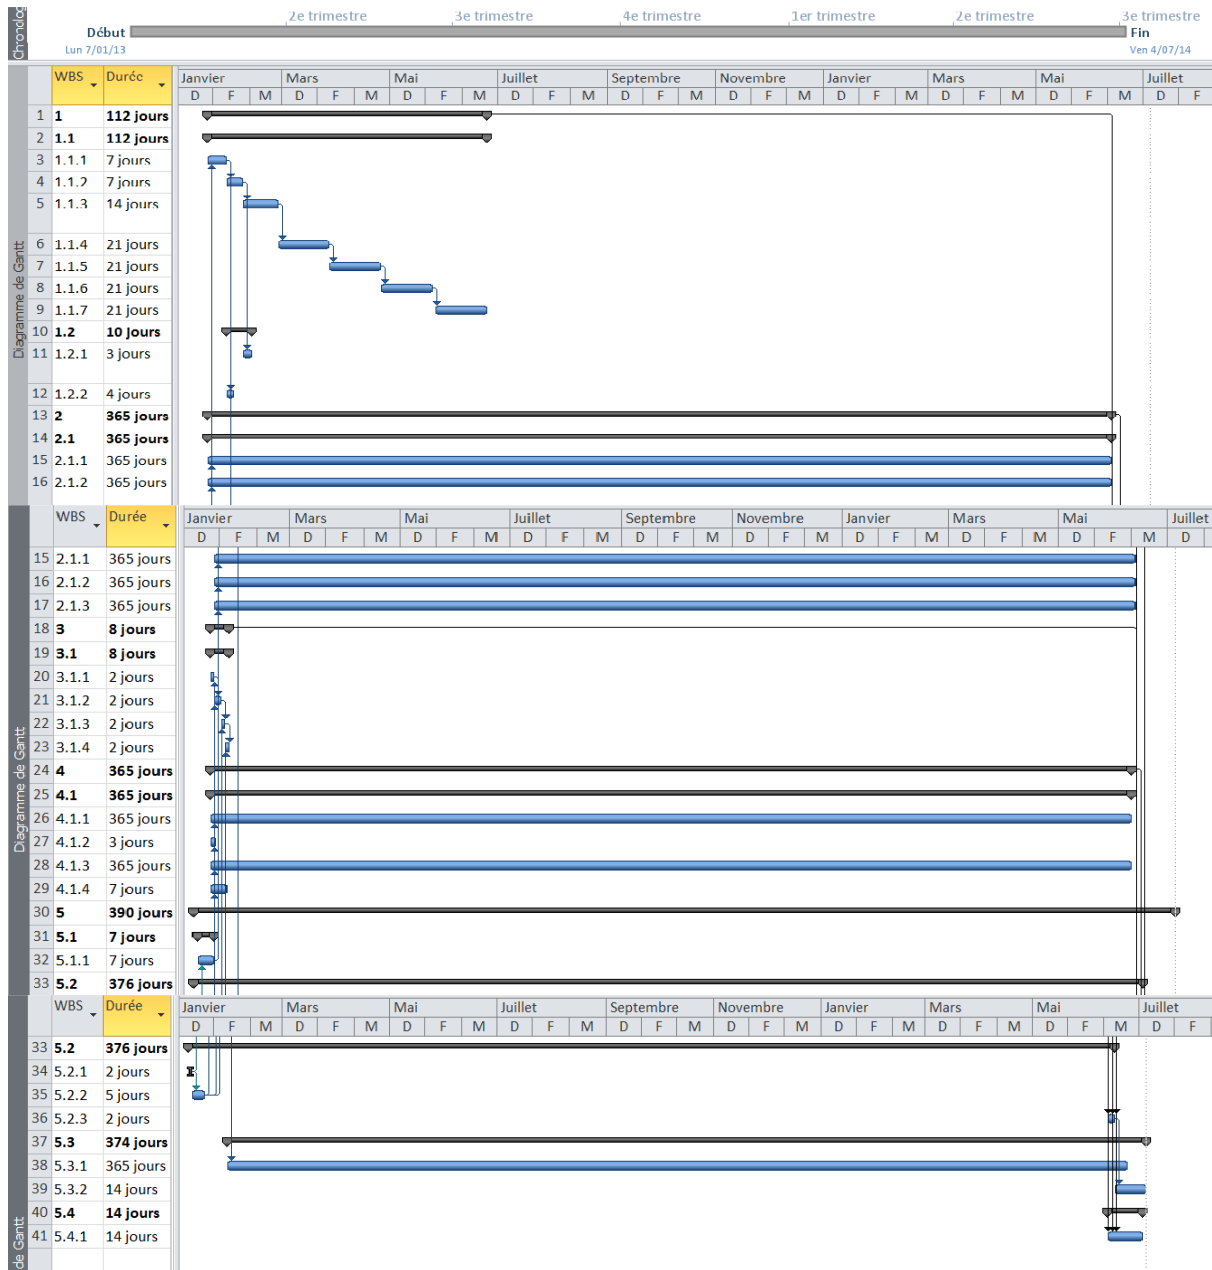 2e trimestre 3e trimestre 4e trimestre 1er trimestre 2e trimestre 3e trimestre
Début Fin
Lun 7/01/13 Ven 4/07/14
WBS Durée Janvier Mars Mai Juillet Septembre Novembre Janvier Mars Mai Juillet
D F M D F M D F M D F M D F M D F M D F M D F M D F M D F
1 1 112 jours
2 1.1 112 jours
3 1.1.1 7 jours
4 1.1.2 7 jours
5 1.1.3 14 jours
6 1.1.4 21 jours
7 1.1.5 21 jours
8 1.1.6 21 jours
9 1.1.7 21 jours
10 1.2 10 Jours
11 1.2.1 3 jours
12 1.2.2 4 jours
13 2 365 jours
14 2.1 365 jours
15 2.1.1 365 jours
16 2.1.2 365 jours
Diagramme de Gantt
WBS Durée Janvier Mars Mai Juillet Septembre Novembre Janvier Mars Mai Juillet
D F M D F M D F M D F M D F M D F M D F M D F M D F M D
15 2.1.1 365 jours
16 2.1.2 365 jours
17 2.1.3 365 jours
18 3 8 jours
19 3.1 8 jours
20 3.1.1 2 jours
21 3.1.2 2 jours
22 3.1.3 2 jours
23 3.1.4 2 jours
24 4 365 jours
25 4.1 365 jours
26 4.1.1 365 jours
27 4.1.2 3 jours
28 4.1.3 365 jours
29 4.1.4 7 jours
30 5 390 jours
31 5.1 7 jours
32 5.1.1 7 jours
33 5.2 376 jours
Diagramme de Gantt
WBS Durée Janvier Mars Mai Juillet Septembre Novembre Janvier Mars Mai Juillet
D F M D F M D F M D F M D F M D F M D F M D F M D F M D F
33 5.2 376 jours
34 5.2.1 2 jours
35 5.2.2 5 jours
36 5.2.3 2 jours
37 5.3 374 jours
38 5.3.1 365 jours
39 5.3.2 14 jours
40 5.4 14 jours
41 5.4.1 14 jours
de Gantt